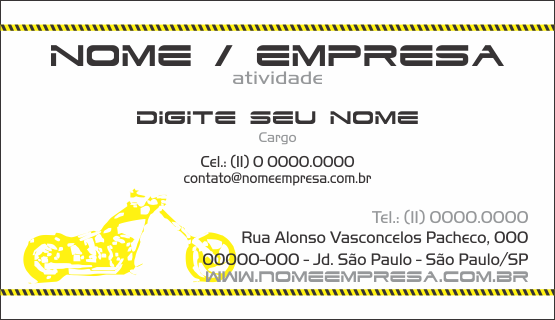 NOME / EMPRESA
atividade
DIGITE SEU NOME
Cargo
Cel.: (11) 0 0000.0000
contato@nomeempresa.com.br
Tel.: (11) 0000.0000
Rua Alonso Vasconcelos Pacheco, 000
00000-000 - Jd. São Paulo - São Paulo/SP
WWW.NOMEEMPRESA.COM.BR